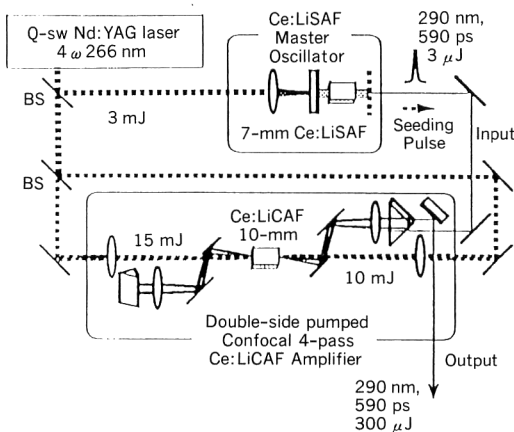 Q-sw Nd:YAG laser
4 ω 266 nm
Ce:LiSAF
Master
Oscillator
290 nm,
590 ps
3 μJ
BS
3 mJ
7-mm Ce:LiSAF
Seeding
Pulse
Input
BS
15 mJ
Ce:LiCAF
10-mm
10 mJ
Double-side pumped
Confocal 4-pass
Ce:LiCAF Amplifier
Output
290 nm,
590 ps
300 μJ